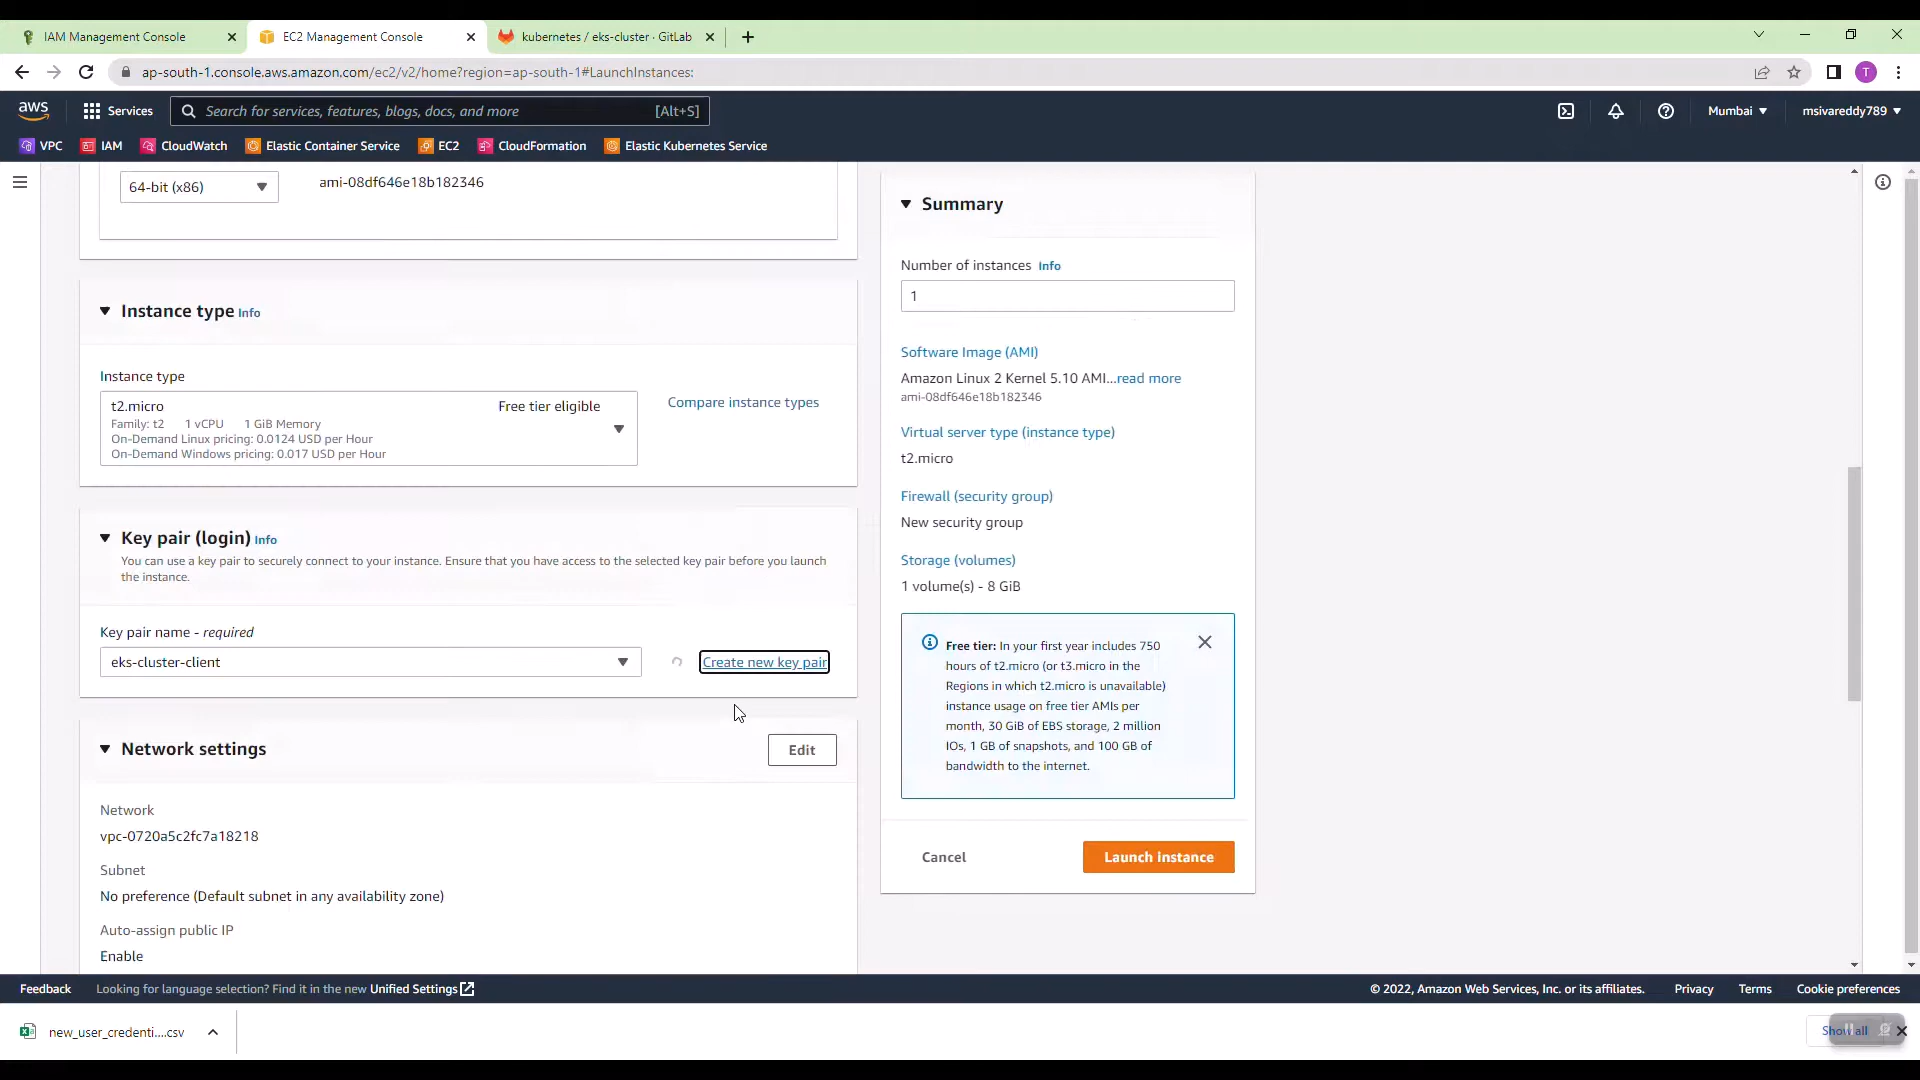 IAM Management Console
EC2 Management Console
kubernetes / eks-cluster · GitLab
ap-south-1.console.aws.amazon.com/ec2/v2/home?region=ap-south-1#LaunchInstances:
T
aws
Services
Search for services, features, blogs, docs, and more
[Alt+S]
Mumbai
msivareddy789
VPC
IAM
CloudWatch
Elastic Container Service
EC2
CloudFormation
Elastic Kubernetes Service
64-bit (x86)
ami-08df646e18b182346
Instance type Info
Instance type
t2.micro
Free tier eligible
Family: t2 1 vCPU 1 GiB Memory
On-Demand Linux pricing: 0.0124 USD per Hour
On-Demand Windows pricing: 0.017 USD per Hour
Compare instance types
Key pair (login) Info
You can use a key pair to securely connect to your instance. Ensure that you have access to the selected key pair before you launch
the instance.
Key pair name - required
eks-cluster-client
Create new key pair
Network settings
Edit
Network
vpc-0720a5c2fc7a18218
Subnet
No preference (Default subnet in any availability zone)
Auto-assign public IP
Enable
Summary
Number of instances Info
1
Software Image (AMI)
Amazon Linux 2 Kernel 5.10 AMI...read more
ami-08df646e18b182346
Virtual server type (instance type)
t2.micro
Firewall (security group)
New security group
Storage (volumes)
1 volume(s) - 8 GiB
Free tier: In your first year includes 750
hours of t2.micro (or t3.micro in the
Regions in which t2.micro is unavailable)
instance usage on free tier AMIs per
month, 30 GiB of EBS storage, 2 million
IOs, 1 GB of snapshots, and 100 GB of
bandwidth to the internet.
Cancel
Launch instance
Feedback
Looking for language selection? Find it in the new Unified Settings
© 2022, Amazon Web Services, Inc. or its affiliates.
Privacy
Terms
Cookie preferences
new_user_credenti....csv
Show all